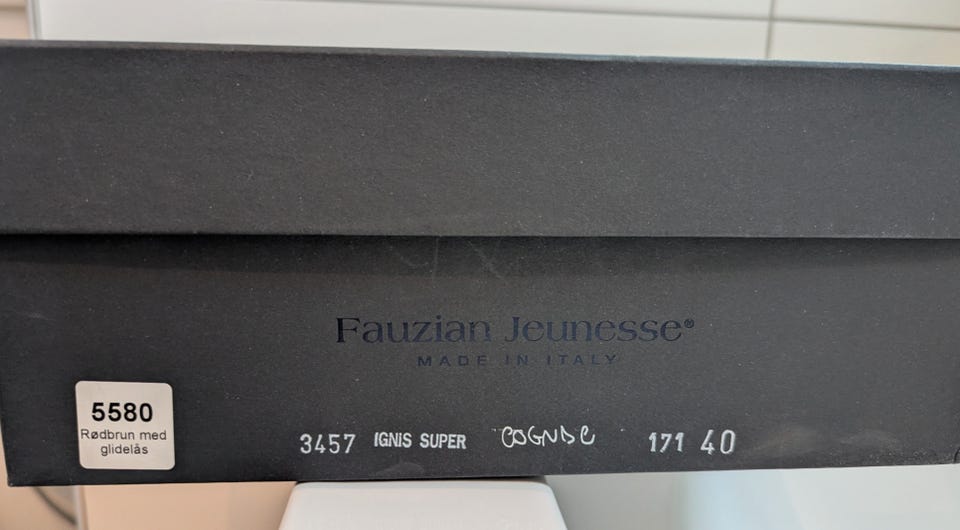 Fauzian Jeunesse®
MADE IN ITALY
5580
Rødbrun med
glidelås
3457 IGNIS SUPER COGNAC 171 40